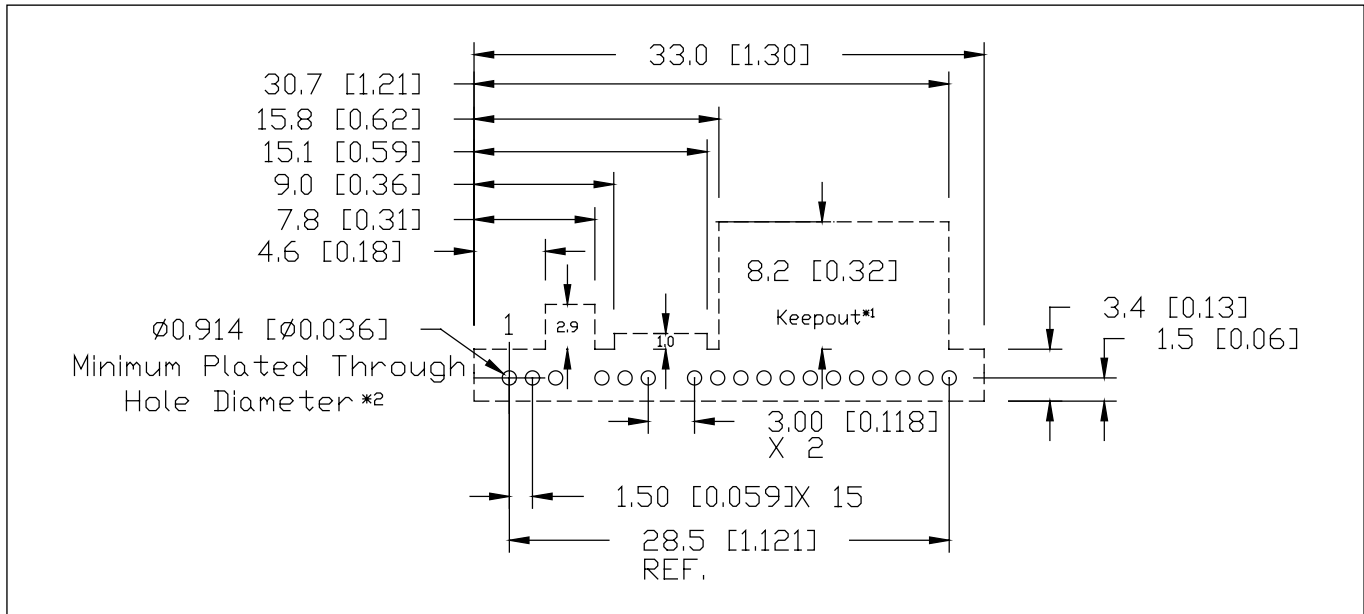 33.0 [1.30]
30.7 [1.21]
15.8 [0.62]
15.1 [0.59]
9.0 [0.36]
7.8 [0.31]
4.6 [0.18]
8.2 [0.32]
Keepout*1
2.9
1.0
3.4 [0.13]
1.5 [0.06]
1
Ø0.914 [Ø0.036]
Minimum Plated Through
Hole Diameter *2
3.00 [0.118]
X 2
1.50 [0.059]X 15
28.5 [1.121]
REF.